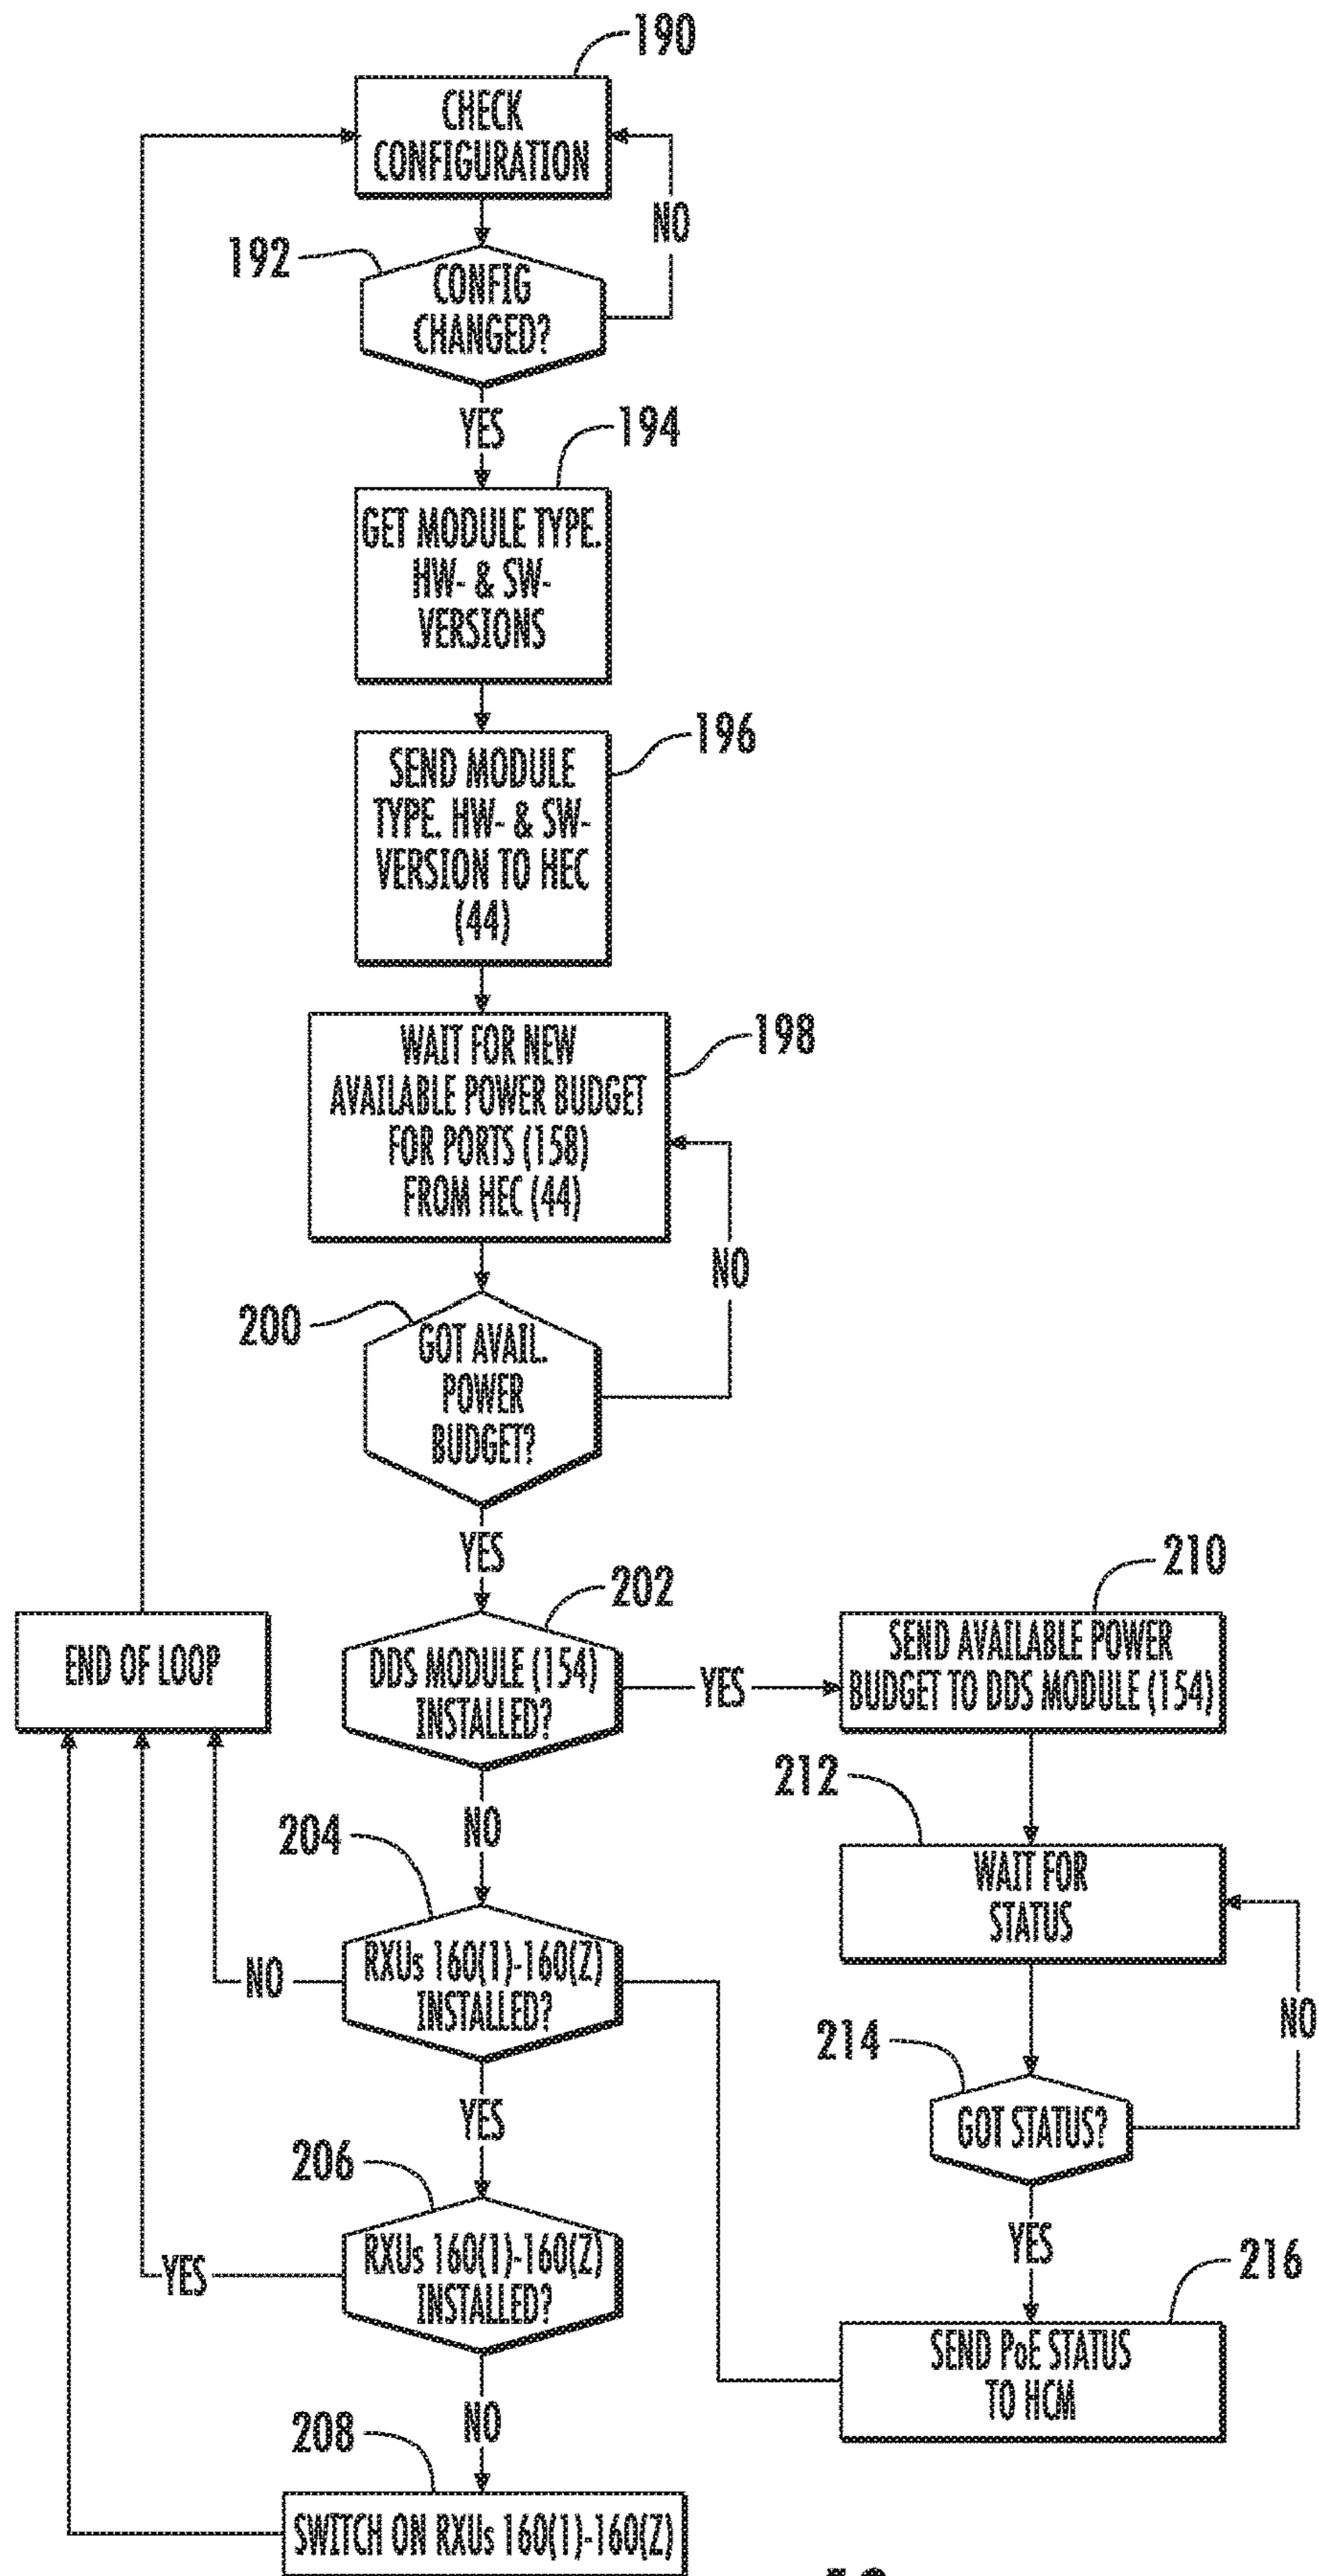 190
CHECK
CONFIGURATION
NO
192
CONFIG
CHANGED?
YES
194
GET MODULE TYPE.
HW- & SW-
VERSIONS
196
SEND MODULE
TYPE. HW- & SW-
VERSION TO HEC
(44)
198
WAIT FOR NEW
AVAILABLE POWER BUDGET
FOR PORTS (158)
FROM HEC (44)
NO
200
GOT AVAIL.
POWER
BUDGET?
YES
202
210
END OF LOOP
DDS MODULE (154)
INSTALLED?
YES
SEND AVAILABLE POWER
BUDGET TO DDS MODULE (154)
212
NO
204
WAIT FOR
STATUS
NO
RXUs 160(1)-160(Z)
INSTALLED?
NO
214
GOT STATUS?
YES
206
YES
RXUs 160(1)-160(Z)
INSTALLED?
YES
216
SEND PoE STATUS
TO HCM
NO
208
SWITCH ON RXUs 160(1)-160(Z)